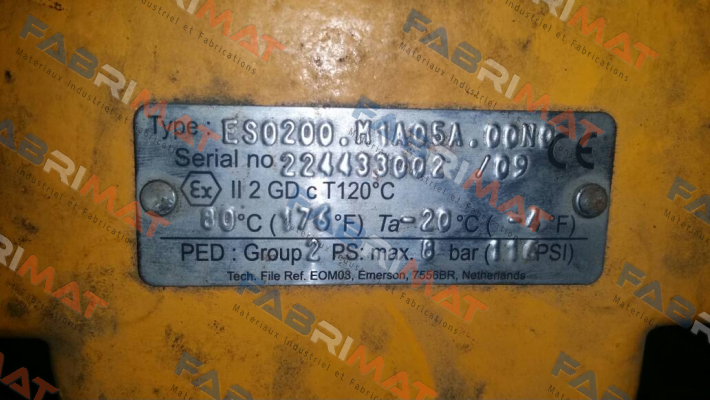 FABRIMAT
Materiaux Industriel et Fabrications
Type : ES0200.M1A05A.00N0 CE
Serial no 224433002 /09
Ex II 2 GD c T120°C
80°C (176°F) Ta -20°C ( 4°F)
PED : Group 2 PS: max. 8 bar (116PSI)
Tech. File Ref. EOM03, Emerson, 7556BR, Netherlands